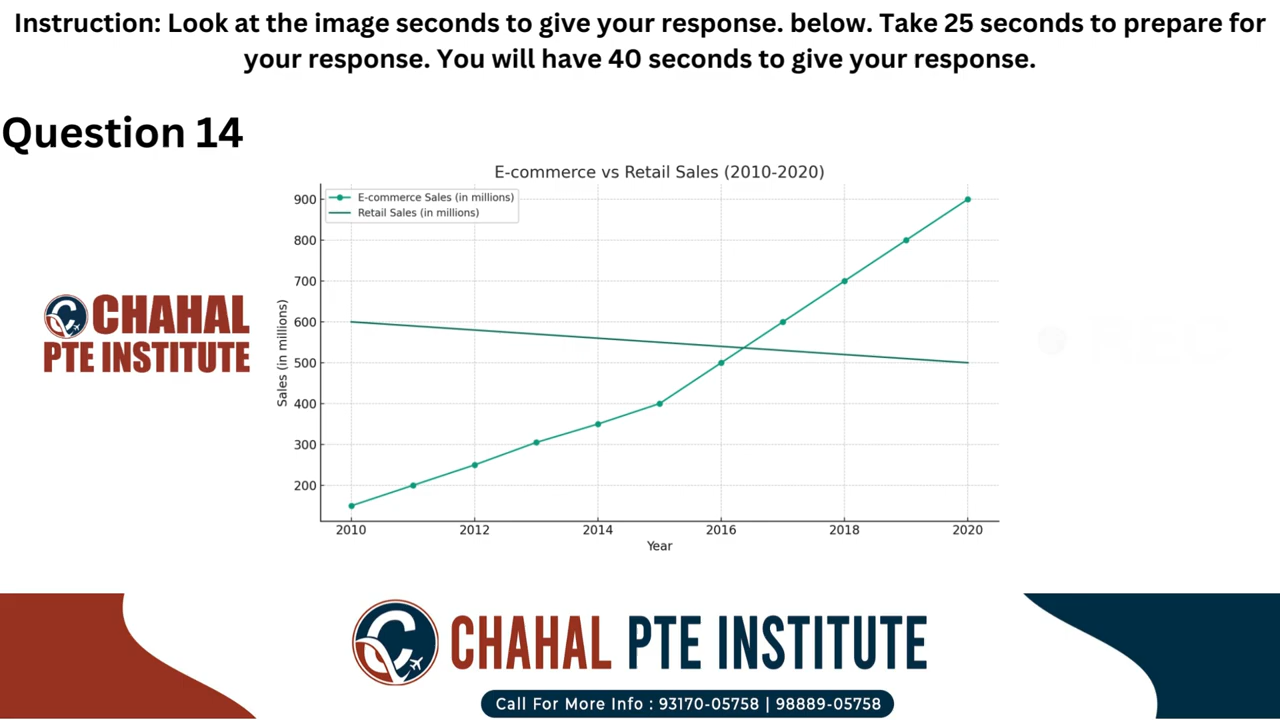 Instruction: Look at the image seconds to give your response. below. Take 25 seconds to prepare for
your response. You will have 40 seconds to give your response.
Question 14
E-commerce vs Retail Sales (2010-2020)
E-commerce Sales (in millions)
Retail Sales (in millions)
900
800
700
600
500
400
300
200
Sales (in millions)
2010 2012 2014 2016 2018 2020
Year
CHAHAL
PTE INSTITUTE
REC
CHAHAL PTE INSTITUTE
Call For More Info : 93170-05758 | 98889-05758